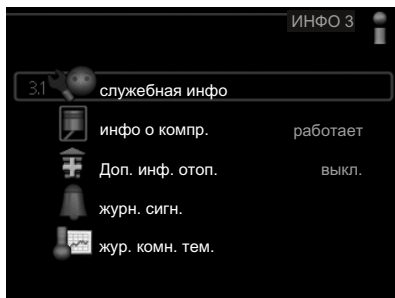 ИНФО 3
3.1 служебная инфо
инфо о компр. работает
Доп. инф. отоп. выкл.
журн. сигн.
жур. комн. тем.